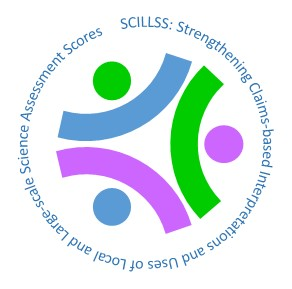 SCILLSS: Strengthening Claims-based Interpretations and Uses of Local and Large-scale Science Assessment Scores